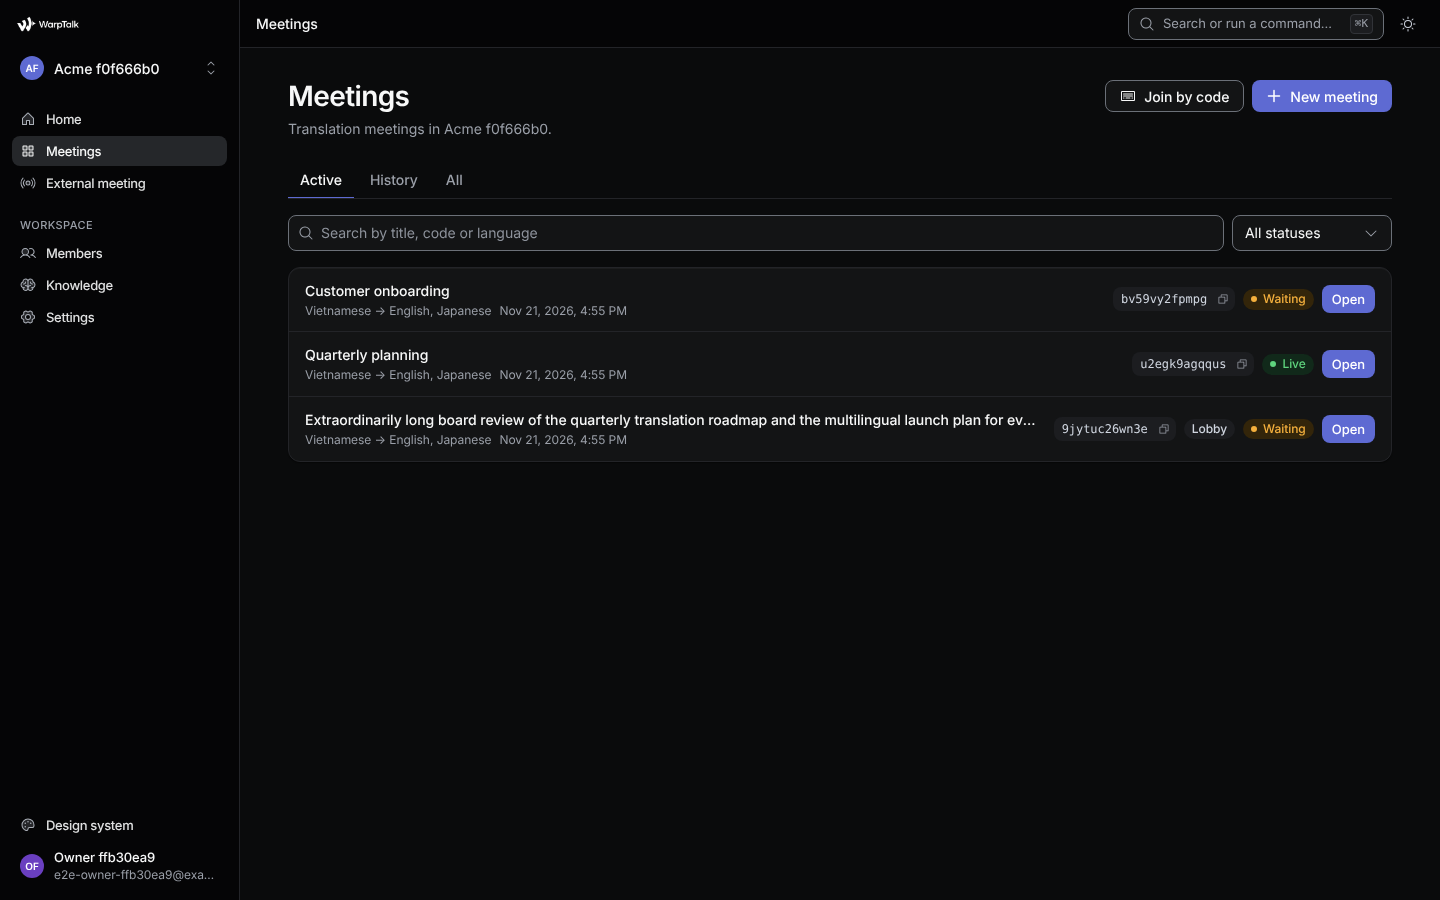 WarpTalk
Meetings
Search or run a command...
⌘K
AF
Acme f0f666b0
Home
Meetings
External meeting
WORKSPACE
Members
Knowledge
Settings
Design system
OF
Owner ffb30ea9
e2e-owner-ffb30ea9@exa...
Meetings
Translation meetings in Acme f0f666b0.
Join by code
New meeting
Active
History
All
Search by title, code or language
All statuses
Customer onboarding
Vietnamese → English, Japanese Nov 21, 2026, 4:55 PM
bv59vy2fpmpg
Waiting
Open
Quarterly planning
Vietnamese → English, Japanese Nov 21, 2026, 4:55 PM
u2egk9agqqus
Live
Open
Extraordinarily long board review of the quarterly translation roadmap and the multilingual launch plan for ev...
Vietnamese → English, Japanese Nov 21, 2026, 4:55 PM
9jytuc26wn3e
Lobby
Waiting
Open